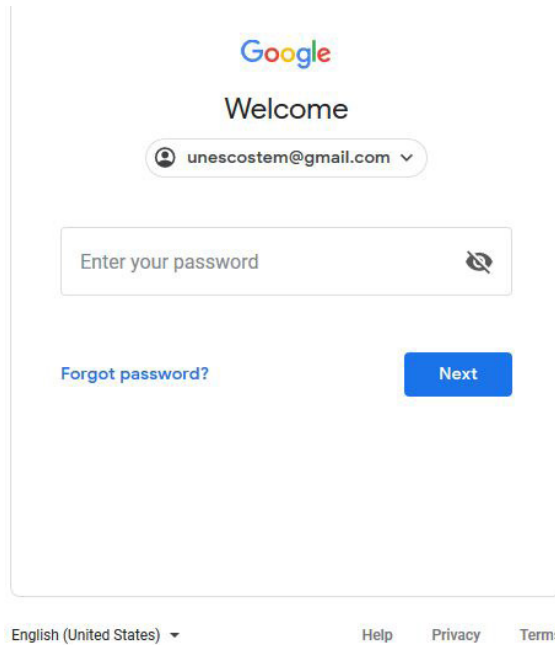 Google
Welcome
unescostem@gmail.com
Enter your password
Forgot password? Next
English (United States) Help Privacy Terms